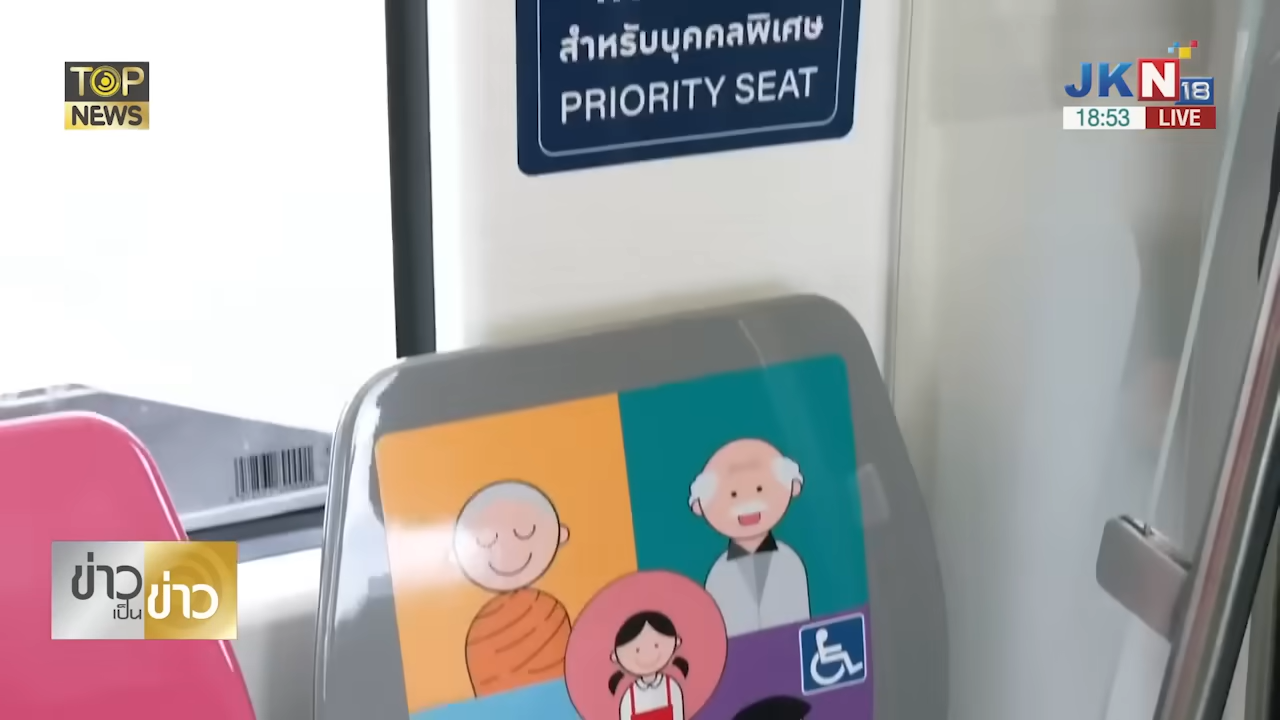 TOP
NEWS
สำหรับบุคคลพิเศษ
PRIORITY SEAT
JKN18
18:53 LIVE
ข่าว
เป็น
ข่าว